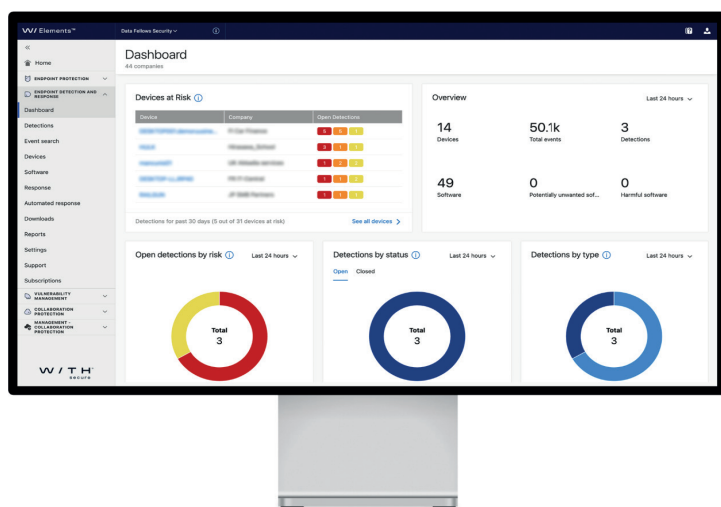 W/ Elements™
Data Fellows Security
Home
ENDPOINT PROTECTION
ENDPOINT DETECTION AND
RESPONSE
Dashboard
Detections
Event search
Devices
Software
Response
Automated response
Downloads
Reports
Settings
Support
Subscriptions
VULNERABILITY
MANAGEMENT
COLLABORATION
PROTECTION
MANAGEMENT -
COLLABORATION
PROTECTION
W / T H
secure
Dashboard
44 companies
Devices at Risk
Device Company Open Detections
Detections for past 30 days (5 out of 31 devices at risk) See all devices
Overview Last 24 hours
14 50.1k 3
Devices Total events Detections
49 0 0
Software Potentially unwanted sof... Harmful software
Open detections by risk Last 24 hours
Total
3
Detections by status Last 24 hours
Open Closed
Total
3
Detections by type Last 24 hours
Total
3